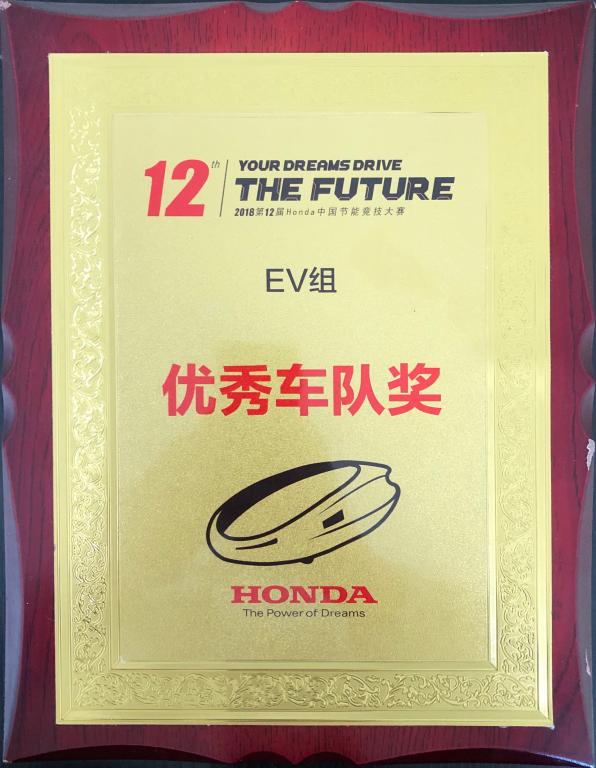 12th
YOUR DREAMS DRIVE
THE FUTURE
2018第12届Honda中国节能竞技大赛
EV组
优秀车队奖
HONDA
The Power of Dreams